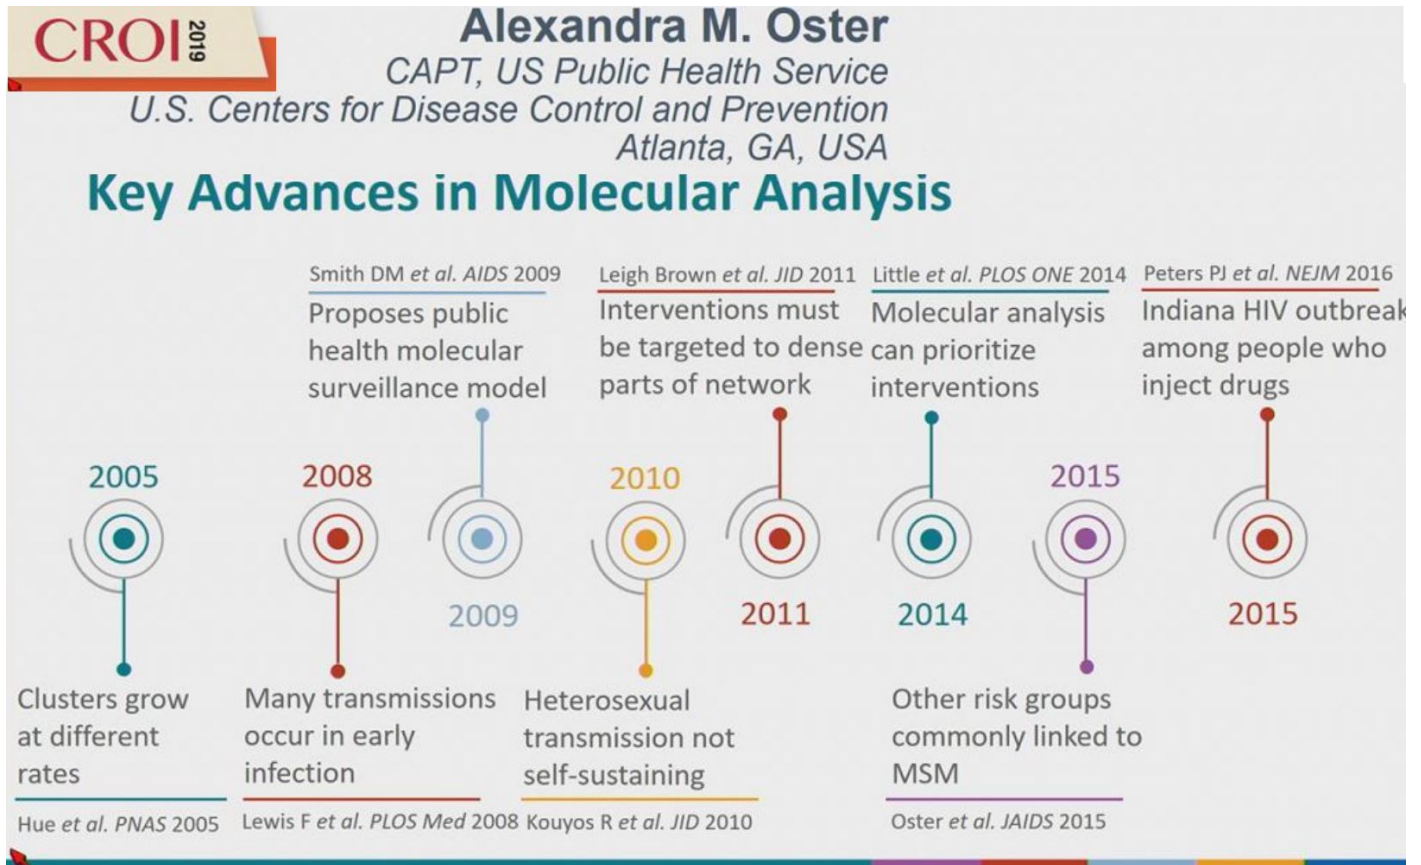 CROI 2019
Alexandra M. Oster
CAPT, US Public Health Service
U.S. Centers for Disease Control and Prevention
Atlanta, GA, USA
Key Advances in Molecular Analysis
Smith DM et al. AIDS 2009
Proposes public
health molecular
surveillance model
Leigh Brown et al. JID 2011
Interventions must
be targeted to dense
parts of network
Little et al. PLOS ONE 2014
Molecular analysis
can prioritize
interventions
Peters PJ et al. NEJM 2016
Indiana HIV outbreak
among people who
inject drugs
2005
2008
2009
2010
2011
2014
2015
2015
Clusters grow
at different
rates
Hue et al. PNAS 2005
Many transmissions
occur in early
infection
Lewis F et al. PLOS Med 2008
Heterosexual
transmission not
self-sustaining
Kouyos R et al. JID 2010
Other risk groups
commonly linked to
MSM
Oster et al. JAIDS 2015